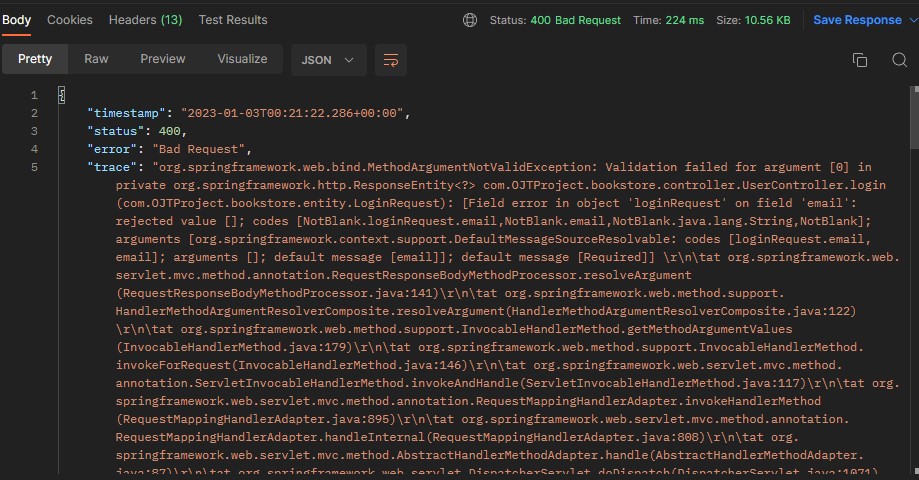 Body Cookies Headers (13) Test Results Status: 400 Bad Request Time: 224 ms Size: 10.56 KB Save Response
Pretty Raw Preview Visualize JSON
1 {
2 "timestamp": "2023-01-03T00:21:22.286+00:00",
3 "status": 400,
4 "error": "Bad Request",
5 "trace": "org.springframework.web.bind.MethodArgumentNotValidException: Validation failed for argument [0] in
private org.springframework.http.ResponseEntity<?> com.OJTProject.bookstore.controller.UserController.login
(com.OJTProject.bookstore.entity.LoginRequest): [Field error in object 'loginRequest' on field 'email':
rejected value []; codes [NotBlank.loginRequest.email,NotBlank.email,NotBlank.java.lang.String,NotBlank];
arguments [org.springframework.context.support.DefaultMessageSourceResolvable: codes [loginRequest.email,
email]; arguments []; default message [email]]; default message [Required]] \r\n\tat org.springframework.web.
servlet.mvc.method.annotation.RequestResponseBodyMethodProcessor.resolveArgument
(RequestResponseBodyMethodProcessor.java:141)\r\n\tat org.springframework.web.method.support.
HandlerMethodArgumentResolverComposite.resolveArgument(HandlerMethodArgumentResolverComposite.java:122)
\r\n\tat org.springframework.web.method.support.InvocableHandlerMethod.getMethodArgumentValues
(InvocableHandlerMethod.java:179)\r\n\tat org.springframework.web.method.support.InvocableHandlerMethod.
invokeForRequest(InvocableHandlerMethod.java:146)\r\n\tat org.springframework.web.servlet.mvc.method.
annotation.ServletInvocableHandlerMethod.invokeAndHandle(ServletInvocableHandlerMethod.java:117)\r\n\tat org.
springframework.web.servlet.mvc.method.annotation.RequestMappingHandlerAdapter.invokeHandlerMethod
(RequestMappingHandlerAdapter.java:895)\r\n\tat org.springframework.web.servlet.mvc.method.annotation.
RequestMappingHandlerAdapter.handleInternal(RequestMappingHandlerAdapter.java:808)\r\n\tat org.
springframework.web.servlet.mvc.method.AbstractHandlerMethodAdapter.handle(AbstractHandlerMethodAdapter.
java:87)\r\n\tat org.springframework.web.servlet.DispatcherServlet.doDispatch(DispatcherServlet.java:1071)